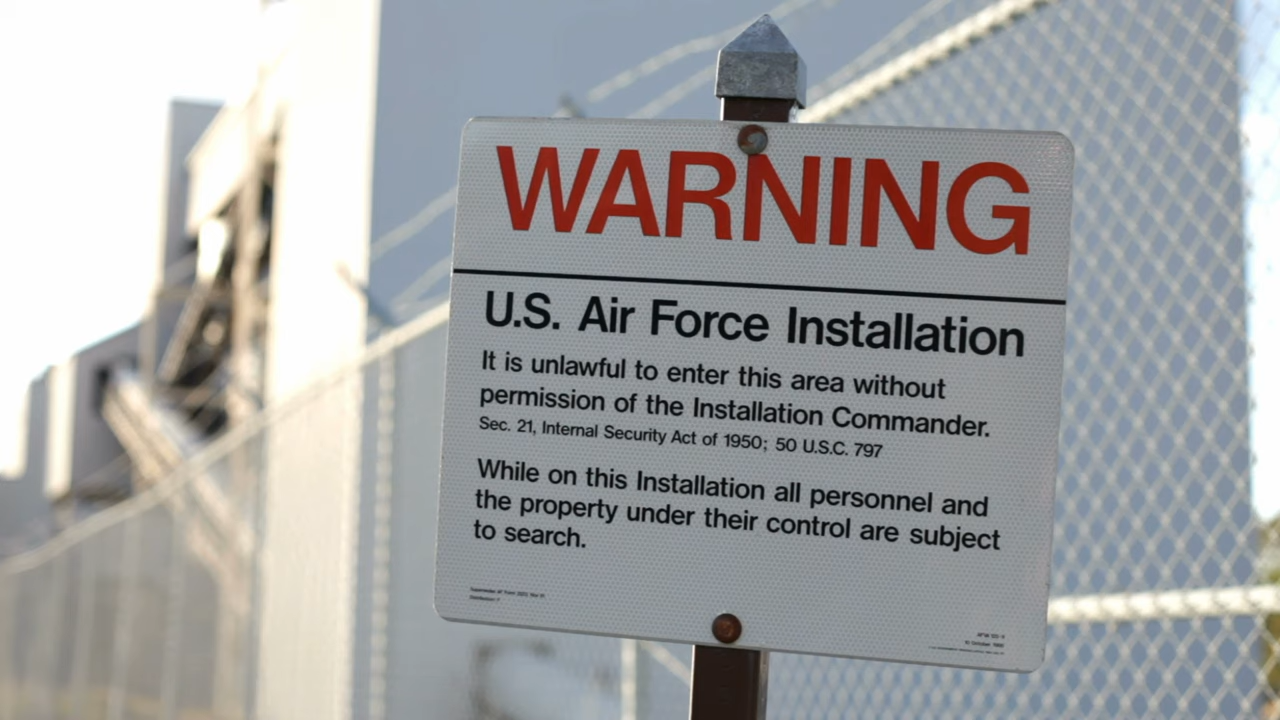 WARNING
U.S. Air Force Installation
It is unlawful to enter this area without
permission of the Installation Commander.
Sec. 21, Internal Security Act of 1950; 50 U.S.C. 797
While on this Installation all personnel and
the property under their control are subject
to search.